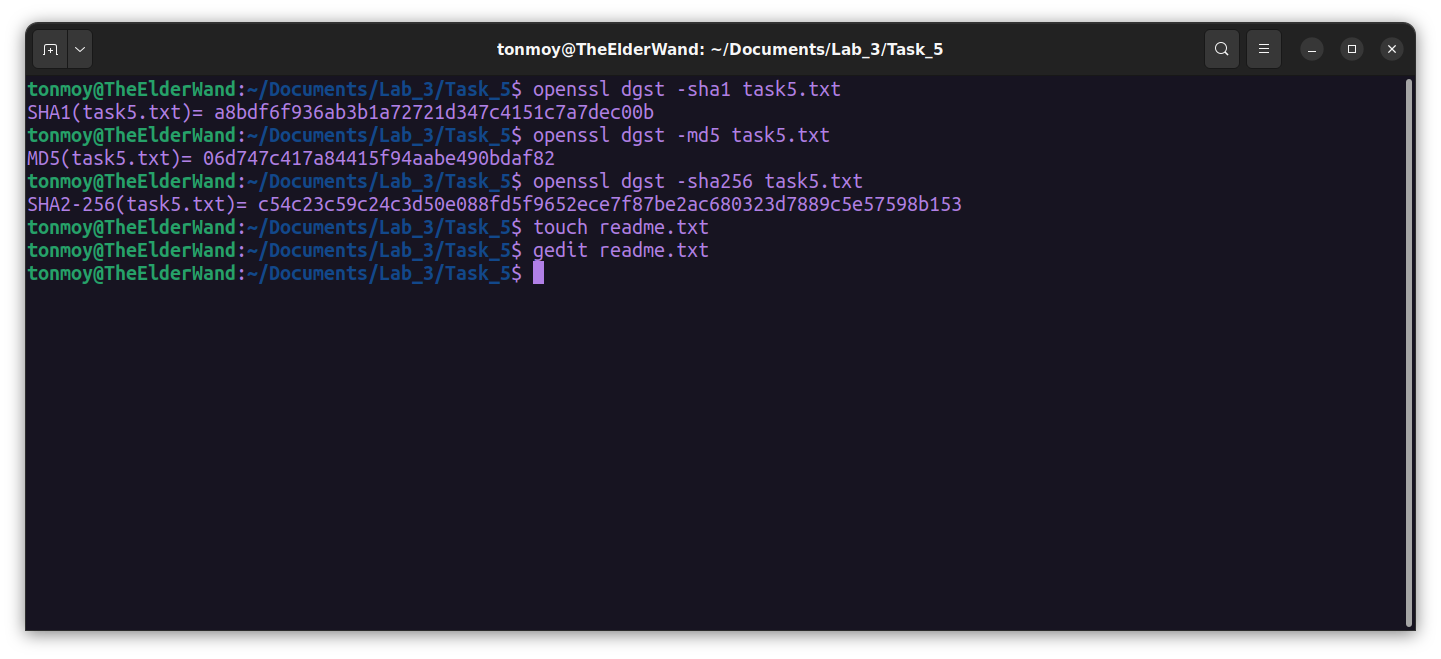 tonmoy@TheElderWand: ~/Documents/Lab_3/Task_5
tonmoy@TheElderWand:~/Documents/Lab_3/Task_5$ openssl dgst -sha1 task5.txt
SHA1(task5.txt)= a8bdf6f936ab3b1a72721d347c4151c7a7dec00b
tonmoy@TheElderWand:~/Documents/Lab_3/Task_5$ openssl dgst -md5 task5.txt
MD5(task5.txt)= 06d747c417a84415f94aabe490bdaf82
tonmoy@TheElderWand:~/Documents/Lab_3/Task_5$ openssl dgst -sha256 task5.txt
SHA2-256(task5.txt)= c54c23c59c24c3d50e088fd5f9652ece7f87be2ac680323d7889c5e57598b153
tonmoy@TheElderWand:~/Documents/Lab_3/Task_5$ touch readme.txt
tonmoy@TheElderWand:~/Documents/Lab_3/Task_5$ gedit readme.txt
tonmoy@TheElderWand:~/Documents/Lab_3/Task_5$